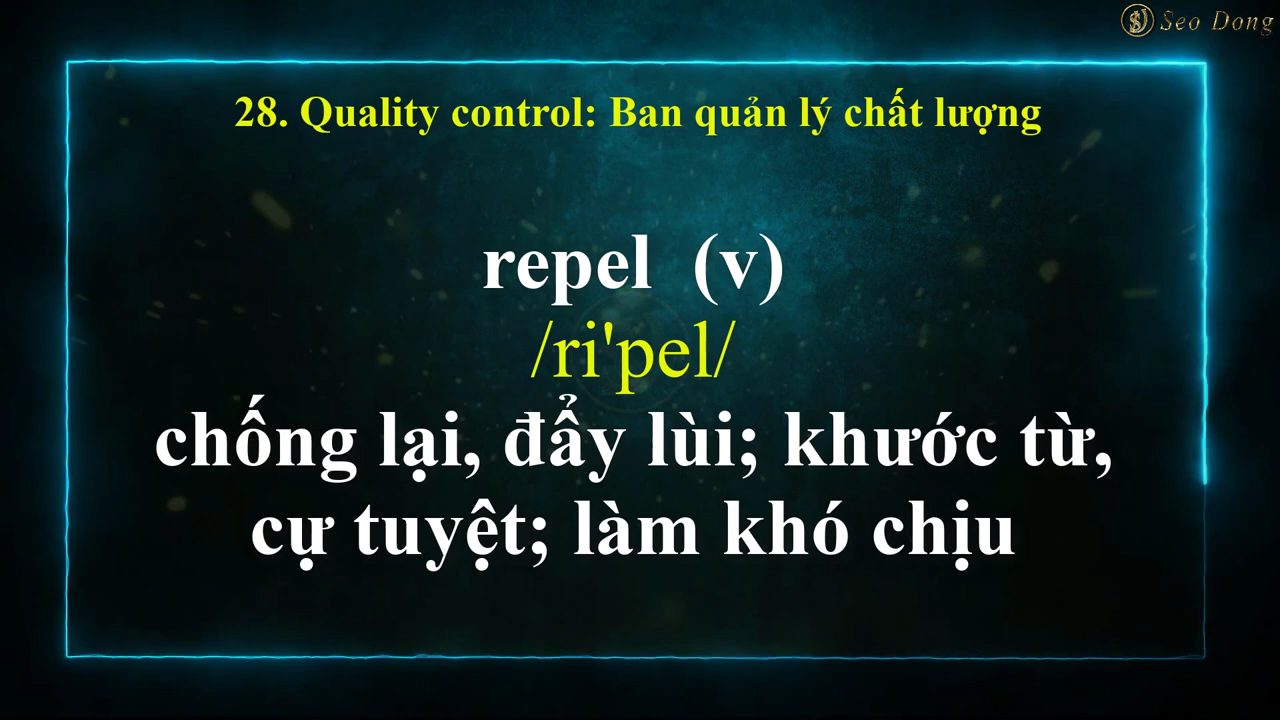 Seo Dong
28. Quality control: Ban quản lý chất lượng
repel (v)
/ri'pel/
chống lại, đẩy lùi; khước từ,
cự tuyệt; làm khó chịu